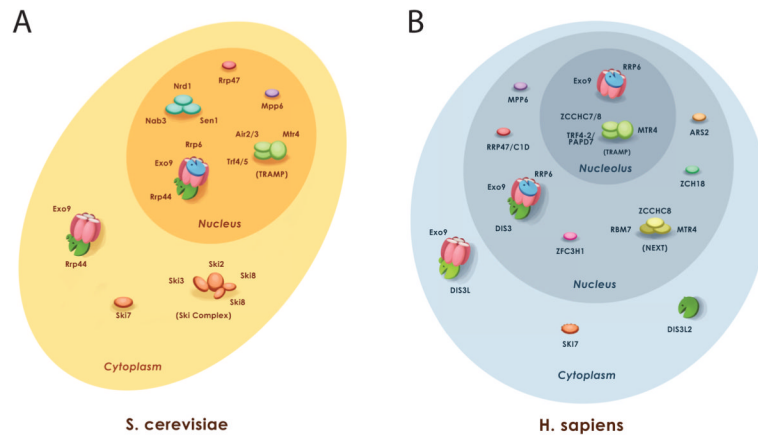 A
Nrd1
Rrp47
Mpp6
Nab3
Sen1
Air2/3
Mtr4
Rrp6
Exo9
Trf4/5
(TRAMP)
Rrp44
Nucleus
Exo9
Rrp44
Ski2
Ski3
Ski8
Ski8
Ski7
(Ski Complex)
Cytoplasm
S. cerevisiae
B
RRP6
Exo9
MPP6
ZCCHC7/8
MTR4
ARS2
TRF4-2/
PAPD7
RRP47/C1D
(TRAMP)
Nucleolus
RRP6
ZCH18
Exo9
ZCCHC8
DIS3
RBM7
MTR4
Exo9
ZFC3H1
(NEXT)
Nucleus
DIS3L
SKI7
DIS3L2
Cytoplasm
H. sapiens